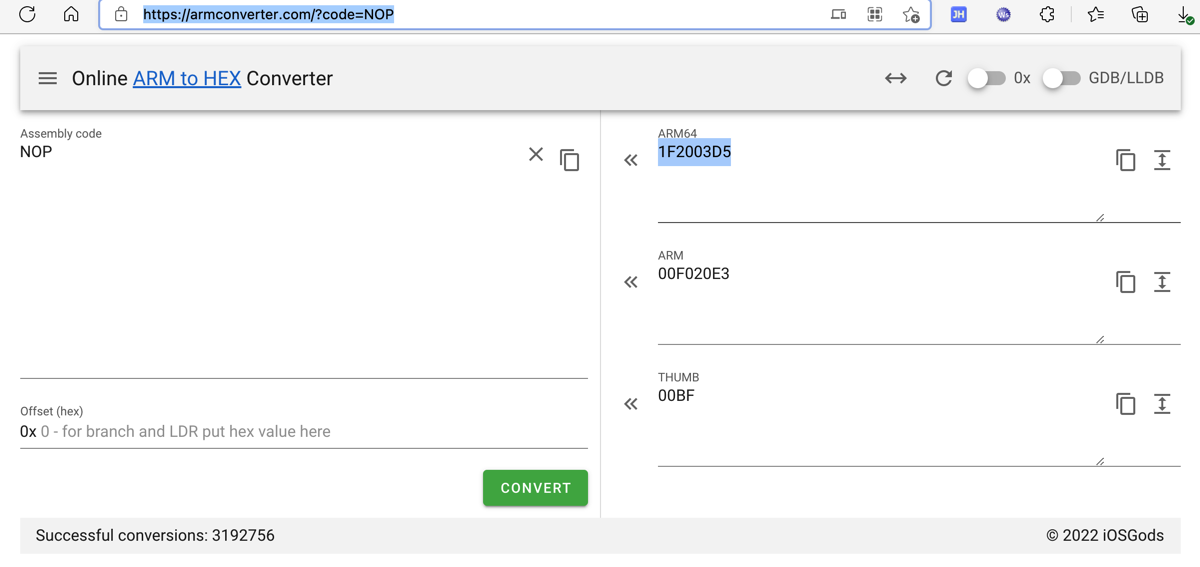 https://armconverter.com/?code=NOP
JH
Ws
Online ARM to HEX Converter
0x
GDB/LLDB
Assembly code
NOP
ARM64
1F2003D5
ARM
00F020E3
THUMB
00BF
Offset (hex)
0x 0 - for branch and LDR put hex value here
CONVERT
Successful conversions: 3192756
© 2022 iOSGods